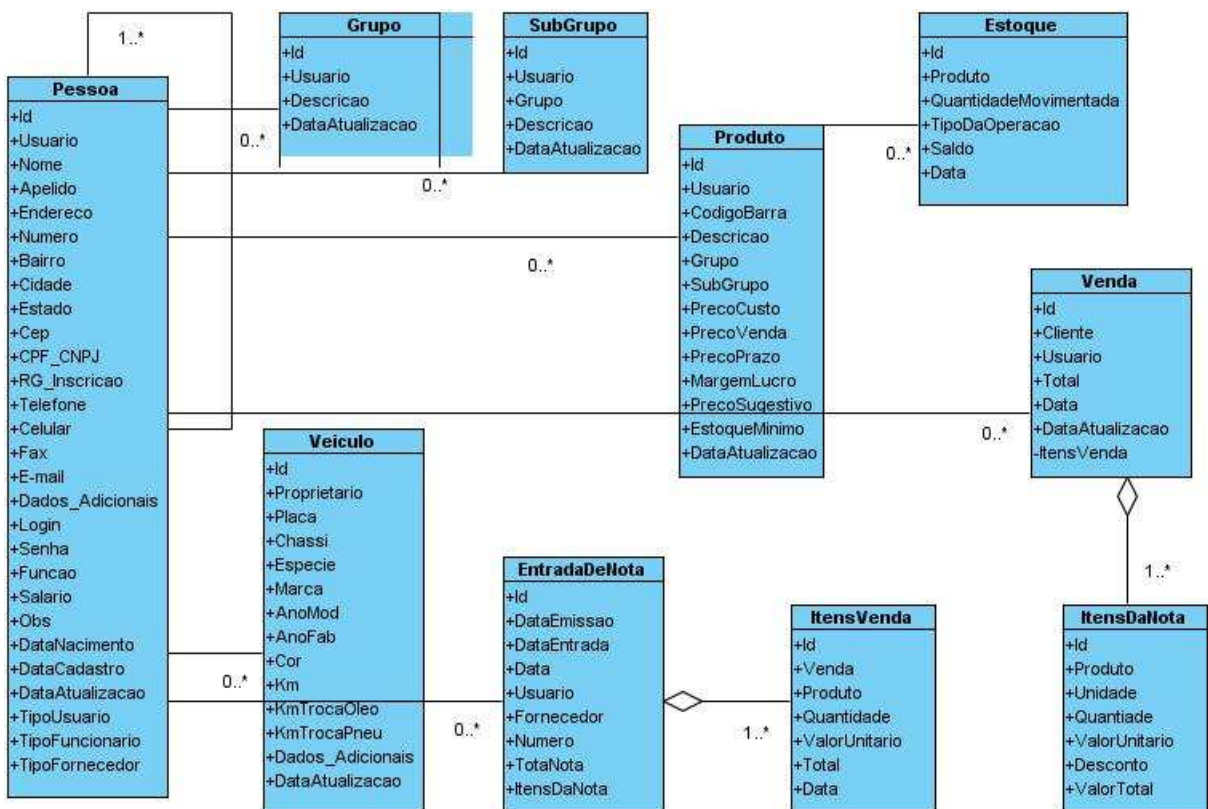 1..*
Pessoa
+Id
+Usuario
+Nome
+Apelido
+Endereco
+Numero
+Bairro
+Cidade
+Estado
+Cep
+CPF_CNPJ
+RG_Inscricao
+Telefone
+Celular
+Fax
+E-mail
+Dados_Adicionais
+Login
+Senha
+Funcao
+Salario
+Obs
+DataNacimento
+DataCadastro
+DataAtualizacao
+TipoUsuario
+TipoFuncionario
+TipoFornecedor
Grupo
+Id
+Usuario
+Descricao
+DataAtualizacao
0..*
SubGrupo
+Id
+Usuario
+Grupo
+Descricao
+DataAtualizacao
0..*
Produto
+Id
+Usuario
+CodigoBarra
+Descricao
+Grupo
+SubGrupo
+PrecoCusto
+PrecoVenda
+PrecoPrazo
+MargemLucro
+PrecoSugestivo
+EstoqueMinimo
+DataAtualizacao
0..*
Estoque
+Id
+Produto
+QuantidadeMovimentada
+TipoDaOperacao
+Saldo
+Data
0..*
Venda
+Id
+Cliente
+Usuario
+Total
+Data
+DataAtualizacao
-ItensVenda
0..*
Veiculo
+Id
+Proprietario
+Placa
+Chassi
+Especie
+Marca
+AnoMod
+AnoFab
+Cor
+Km
+KmTrocaOleo
+KmTrocaPneu
+Dados_Adicionais
+DataAtualizacao
0..*
EntradaDeNota
+Id
+DataEmissao
+DataEntrada
+Data
+Usuario
+Fornecedor
+Numero
+TotaNota
+ItensDaNota
0..*
ItensVenda
+Id
+Venda
+Produto
+Quantidade
+ValorUnitario
+Total
+Data
1..*
ItensDaNota
+Id
+Produto
+Unidade
+Quantiade
+ValorUnitario
+Desconto
+ValorTotal
1..*